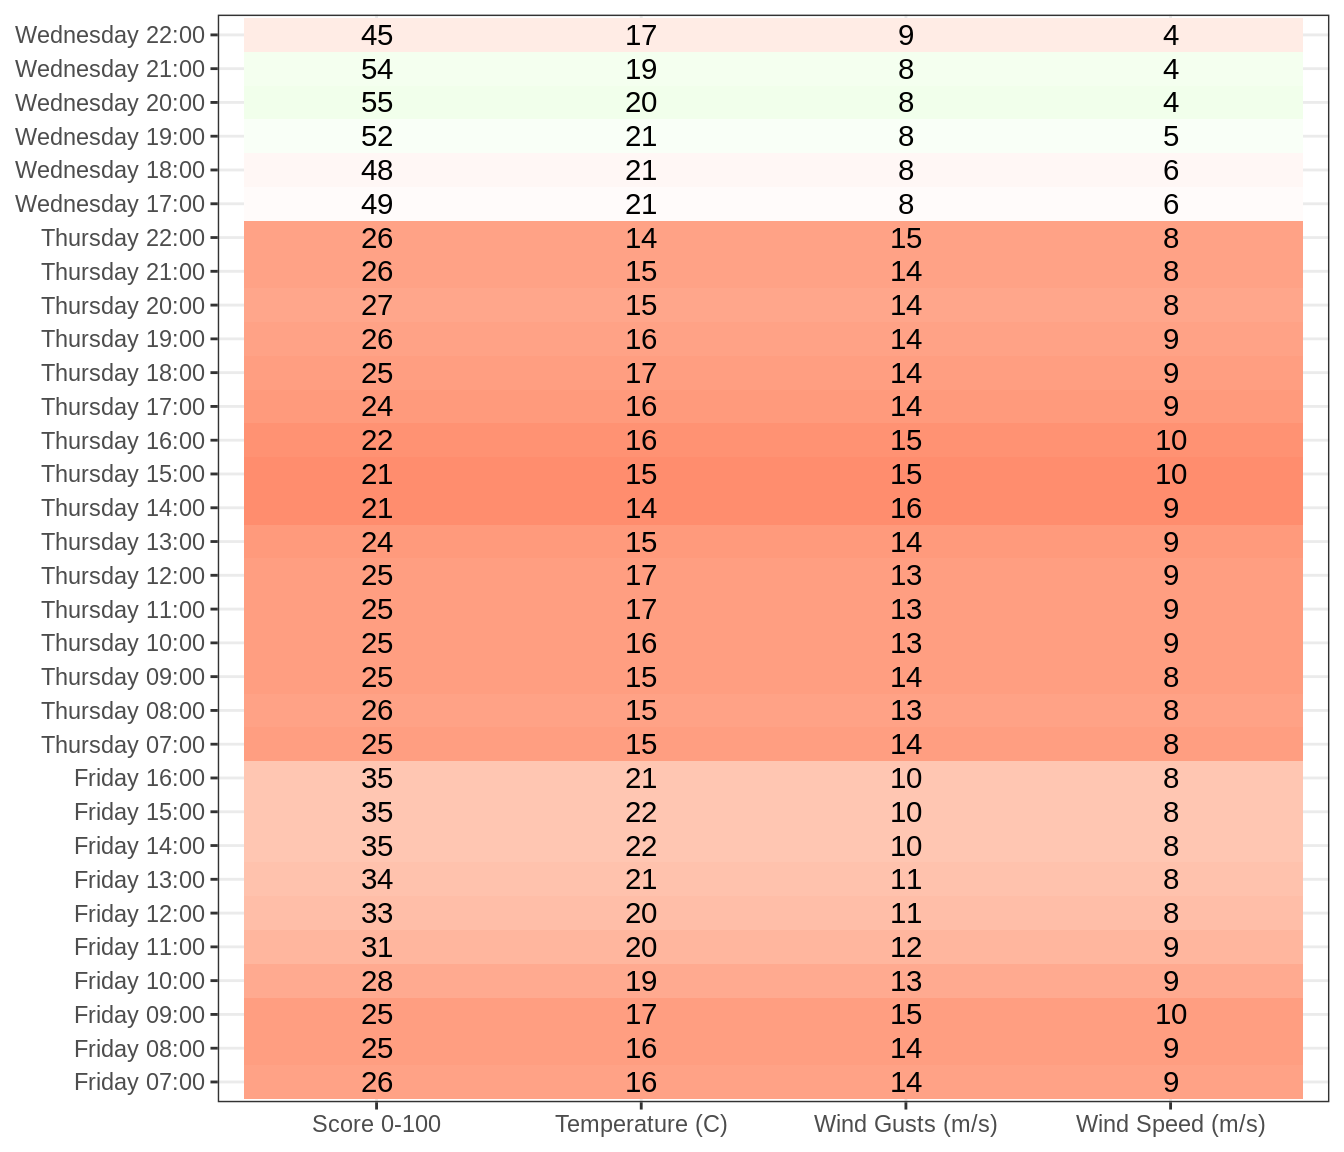 Wednesday 22:00 45 17 9 4
Wednesday 21:00 54 19 8 4
Wednesday 20:00 55 20 8 4
Wednesday 19:00 52 21 8 5
Wednesday 18:00 48 21 8 6
Wednesday 17:00 49 21 8 6
Thursday 22:00 26 14 15 8
Thursday 21:00 26 15 14 8
Thursday 20:00 27 15 14 8
Thursday 19:00 26 16 14 9
Thursday 18:00 25 17 14 9
Thursday 17:00 24 16 14 9
Thursday 16:00 22 16 15 10
Thursday 15:00 21 15 15 10
Thursday 14:00 21 14 16 9
Thursday 13:00 24 15 14 9
Thursday 12:00 25 17 13 9
Thursday 11:00 25 17 13 9
Thursday 10:00 25 16 13 9
Thursday 09:00 25 15 14 8
Thursday 08:00 26 15 13 8
Thursday 07:00 25 15 14 8
Friday 16:00 35 21 10 8
Friday 15:00 35 22 10 8
Friday 14:00 35 22 10 8
Friday 13:00 34 21 11 8
Friday 12:00 33 20 11 8
Friday 11:00 31 20 12 9
Friday 10:00 28 19 13 9
Friday 09:00 25 17 15 10
Friday 08:00 25 16 14 9
Friday 07:00 26 16 14 9
Score 0-100 Temperature (C) Wind Gusts (m/s) Wind Speed (m/s)